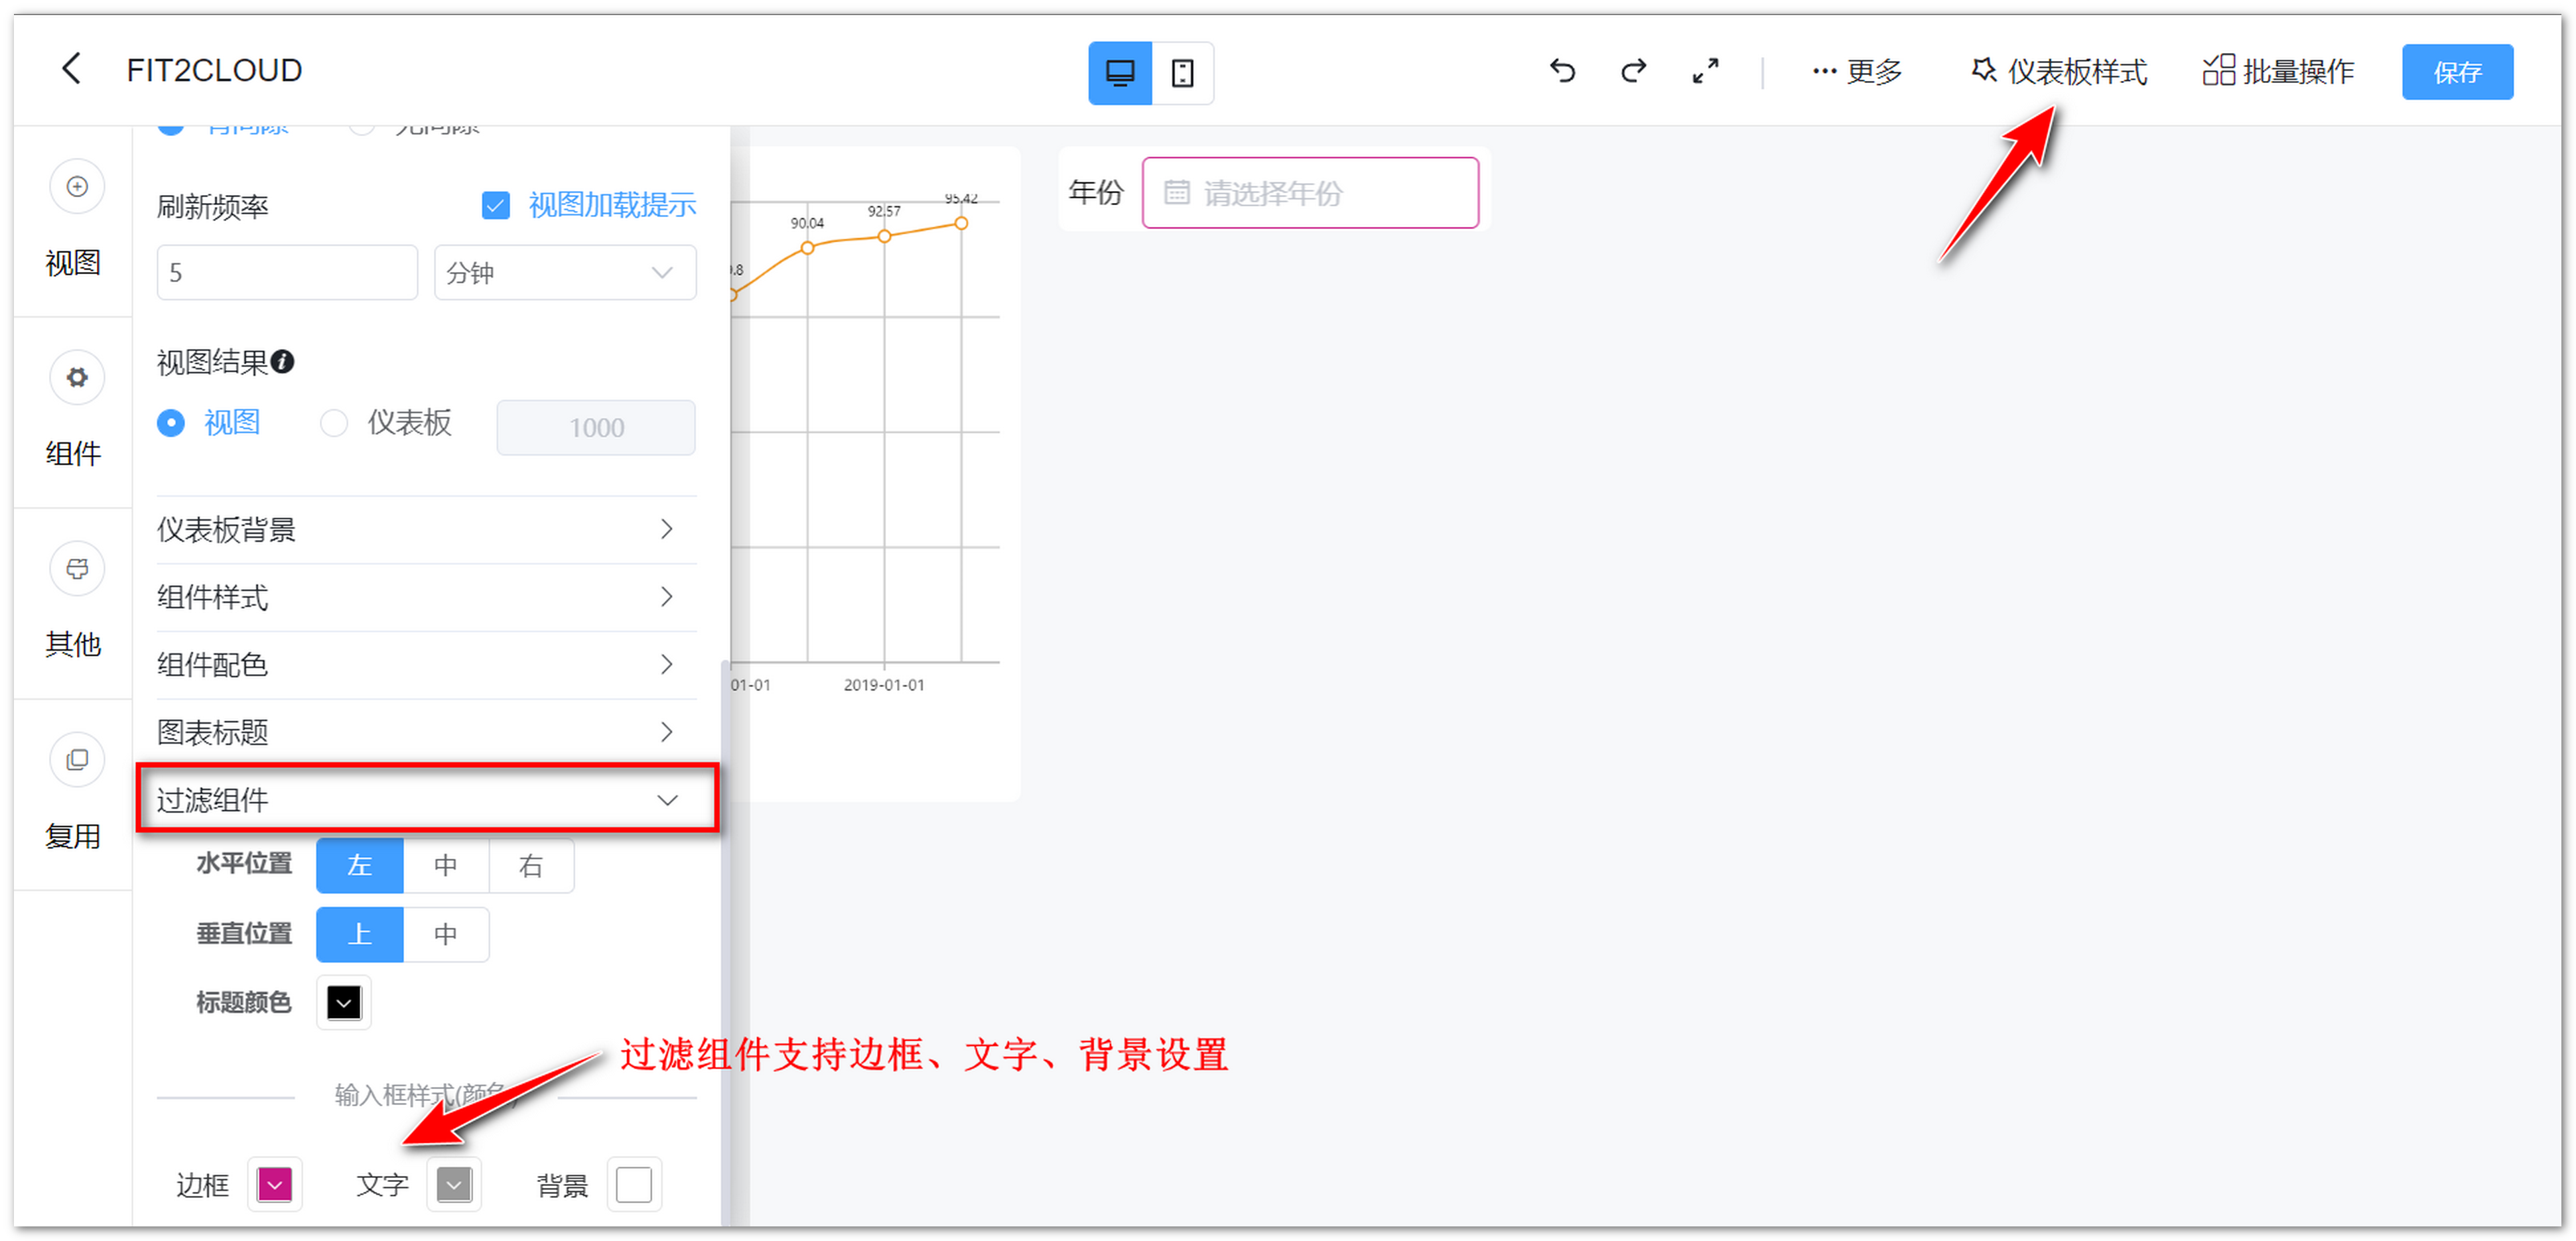 FIT2CLOUD
更多
仪表板样式
批量操作
保存
视图
组件
其他
复用
有间隙
无间隙
刷新频率
视图加载提示
5
分钟
视图结果
视图
仪表板
1000
仪表板背景
组件样式
组件配色
图表标题
过滤组件
水平位置
左
中
右
垂直位置
上
中
标题颜色
过滤组件支持边框、文字、背景设置
输入框样式(颜色)
边框
文字
背景
年份
请选择年份
90.04
92.57
95.42
01-01
2019-01-01